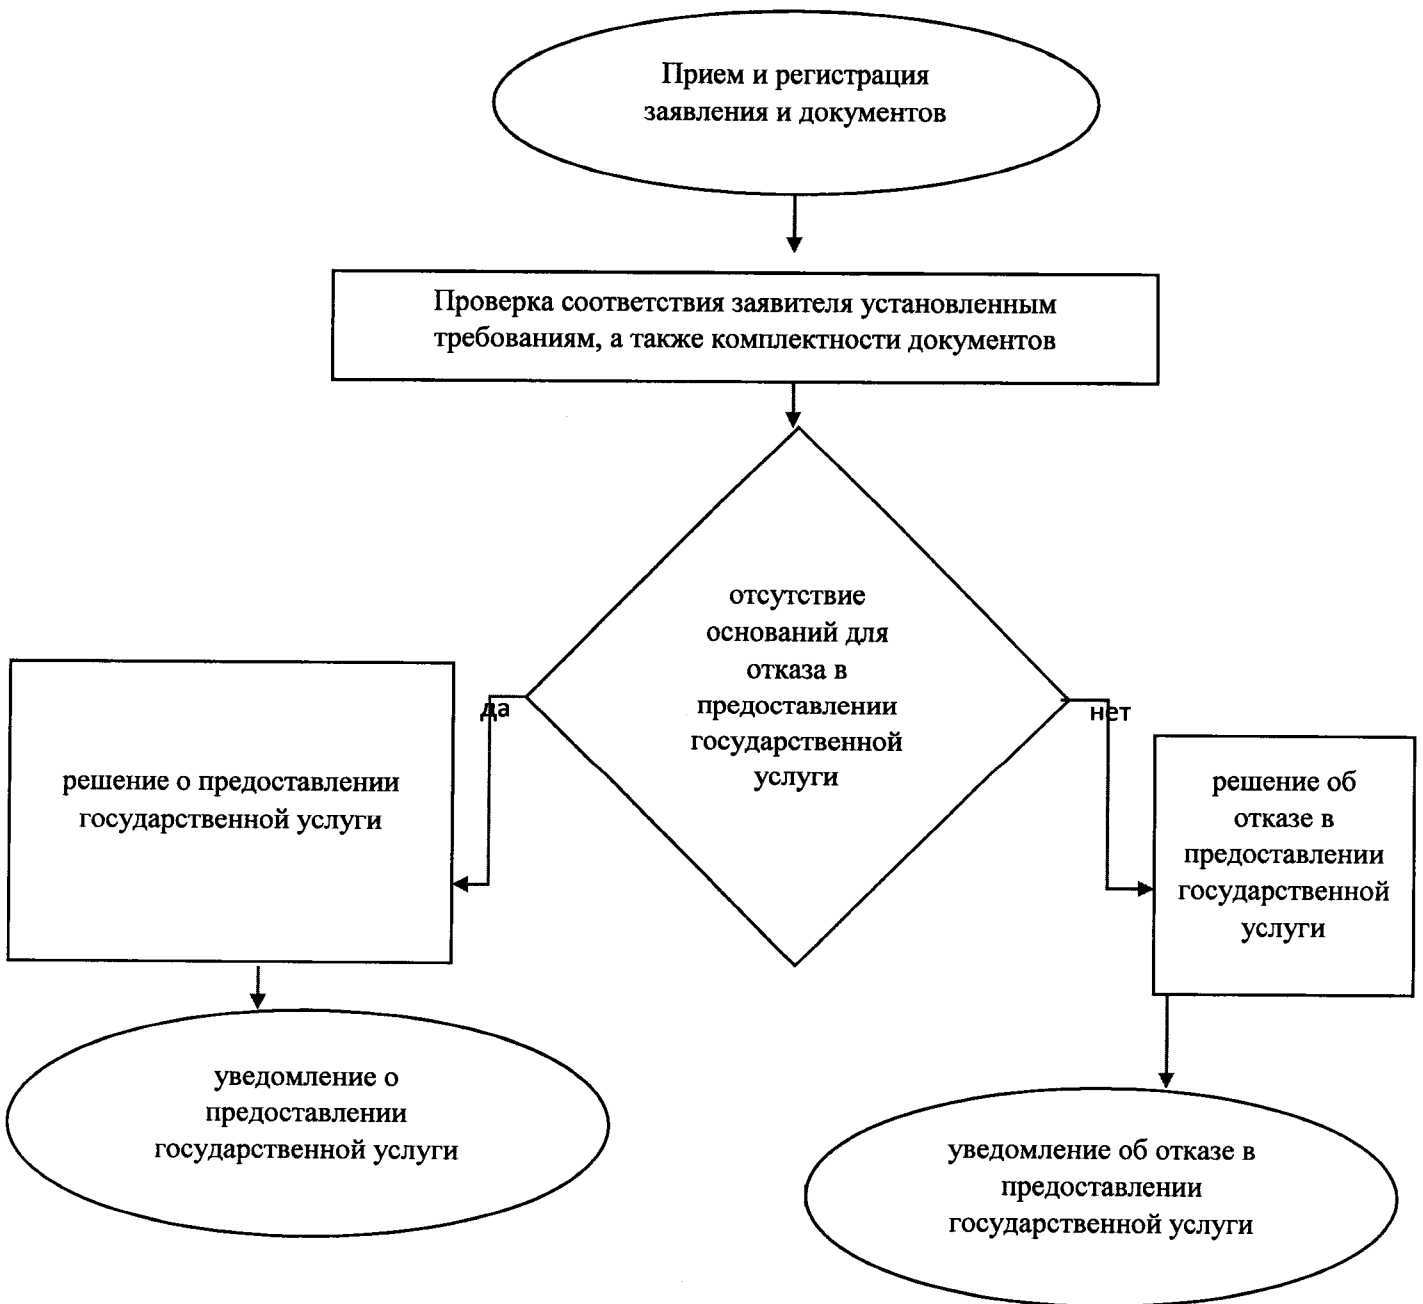 Прием и регистрация
заявления и документов
Проверка соответствия заявителя установленным
требованиям, а также комплектности документов
отсутствие
оснований для
отказа в
предоставлении
государственной
услуги
да
нет
решение о предоставлении
государственной услуги
решение об
отказе в
предоставлении
государственной
услуги
уведомление о
предоставлении
государственной услуги
уведомление об отказе в
предоставлении
государственной услуги